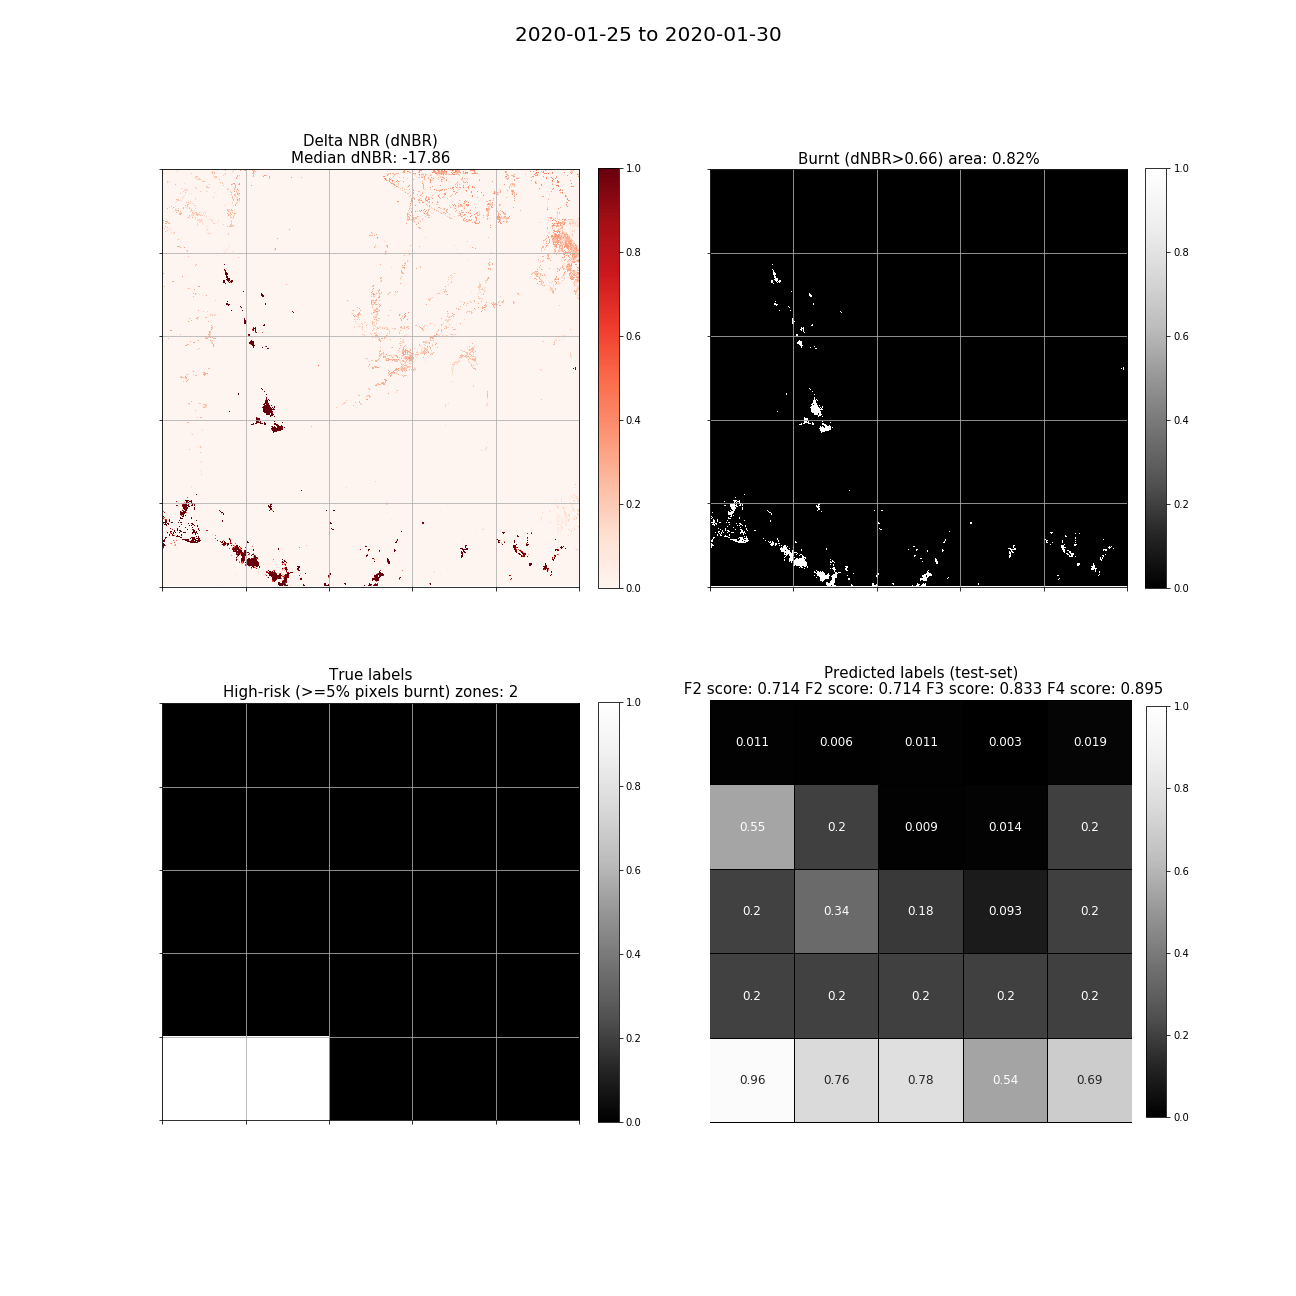 2020-01-25 to 2020-01-30
Delta NBR (dNBR)
Median dNBR: -17.86
1.0
0.8
0.6
0.4
0.2
0.0
Burnt (dNBR>0.66) area: 0.82%
1.0
0.8
0.6
0.4
0.2
0.0
True labels
High-risk (>=5% pixels burnt) zones: 2
1.0
0.8
0.6
0.4
0.2
0.0
Predicted labels (test-set)
F2 score: 0.714 F2 score: 0.714 F3 score: 0.833 F4 score: 0.895
0.011 0.006 0.011 0.003 0.019
0.55 0.2 0.009 0.014 0.2
0.2 0.34 0.18 0.093 0.2
0.2 0.2 0.2 0.2 0.2
0.96 0.76 0.78 0.54 0.69
1.0
0.8
0.6
0.4
0.2
0.0